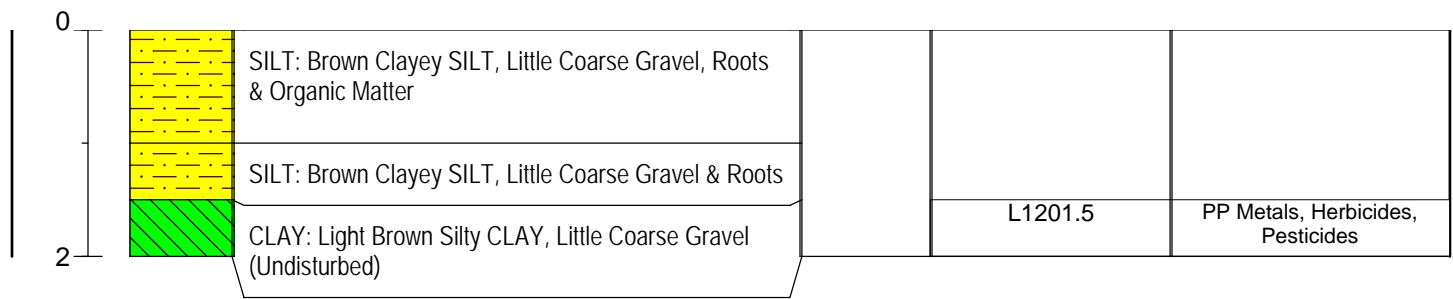 0
SILT: Brown Clayey SILT, Little Coarse Gravel, Roots
& Organic Matter
SILT: Brown Clayey SILT, Little Coarse Gravel & Roots
L1201.5
PP Metals, Herbicides,
Pesticides
CLAY: Light Brown Silty CLAY, Little Coarse Gravel
(Undisturbed)
2